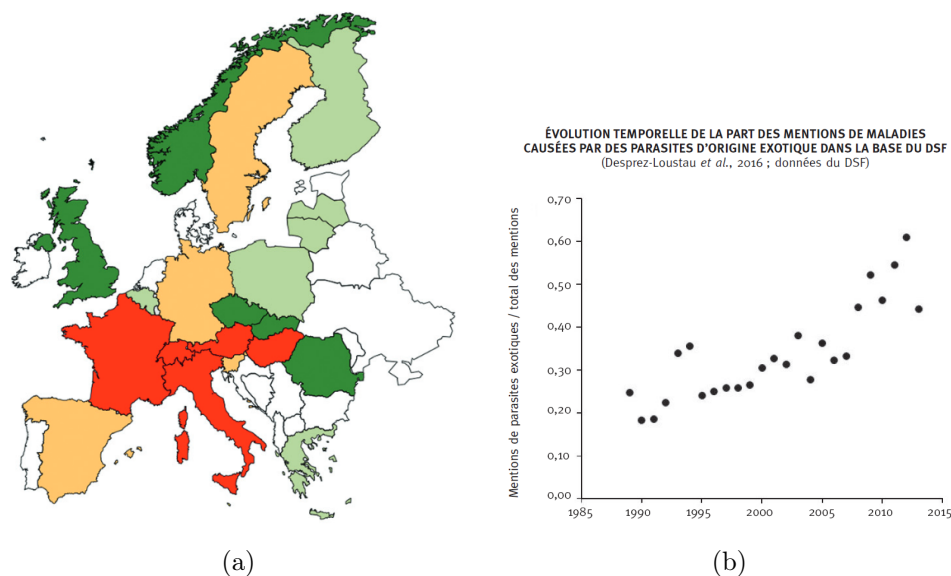 ÉVOLUTION TEMPORELLE DE LA PART DES MENTIONS DE MALADIES
CAUSÉES PAR DES PARASITES D'ORIGINE EXOTIQUE DANS LA BASE DU DSF
(Desprez-Loustau et al., 2016 ; données du DSF)
Mentions de parasites exotiques / total des mentions
0,70
0,60
0,50
0,40
0,30
0,20
0,10
0,00
1985 1990 1995 2000 2005 2010 2015
(a) (b)